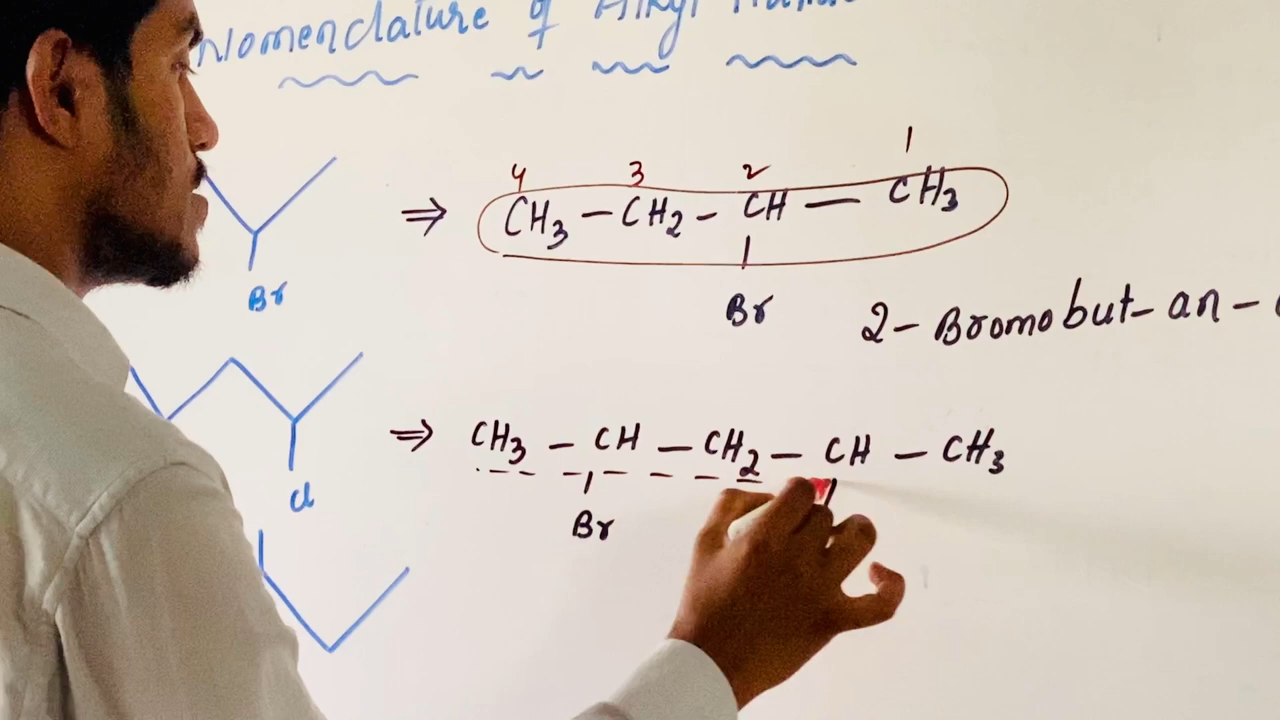 Nomenclature of Alkyl
Br
⇒ 4 3 2 1
CH3 – CH2 – CH — CH3
Br
2- Bromobut-an-
Cl
⇒ CH3 – CH – CH2 – CH – CH3
Br